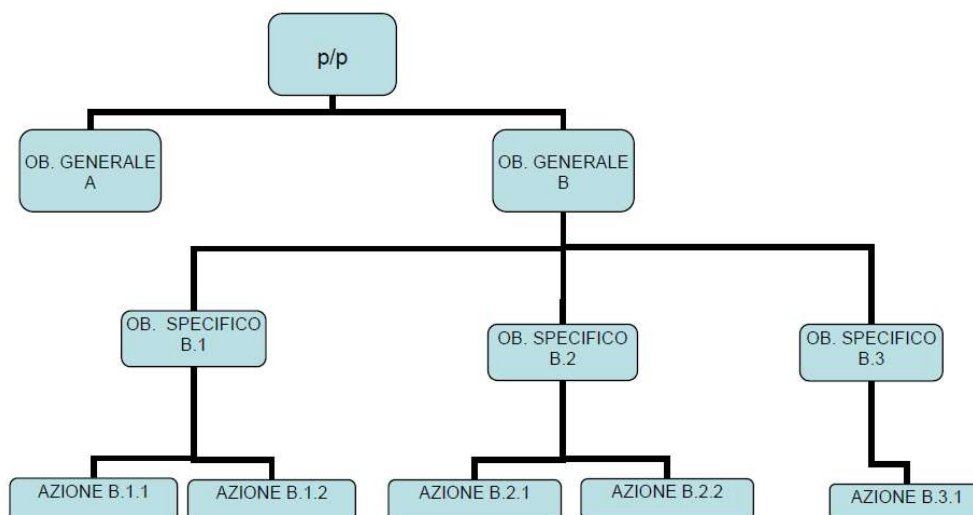 p/p
OB. GENERALE
A
OB. GENERALE
B
OB. SPECIFICO
B.1
OB. SPECIFICO
B.2
OB. SPECIFICO
B.3
AZIONE B.1.1
AZIONE B.1.2
AZIONE B.2.1
AZIONE B.2.2
AZIONE B.3.1